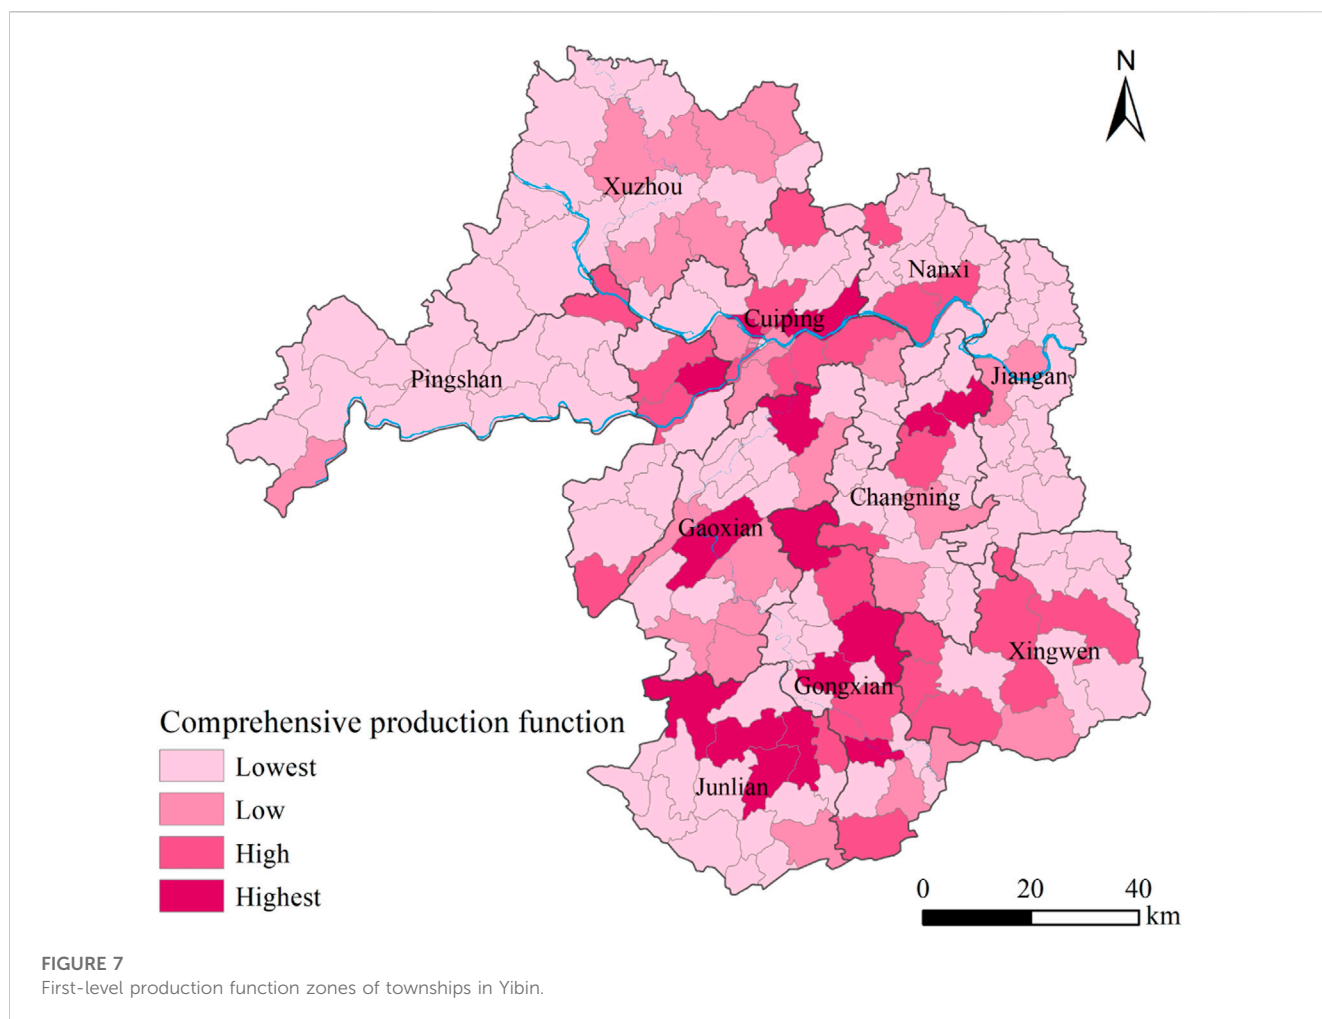 N
Xuzhou
Nanxi
Cuiping
Pingshan
Jiangan
Changning
Gaoxian
Xingwen
Gongxian
Junlian
Comprehensive production function
Lowest
Low
High
Highest
0 20 40
km
FIGURE 7
First-level production function zones of townships in Yibin.